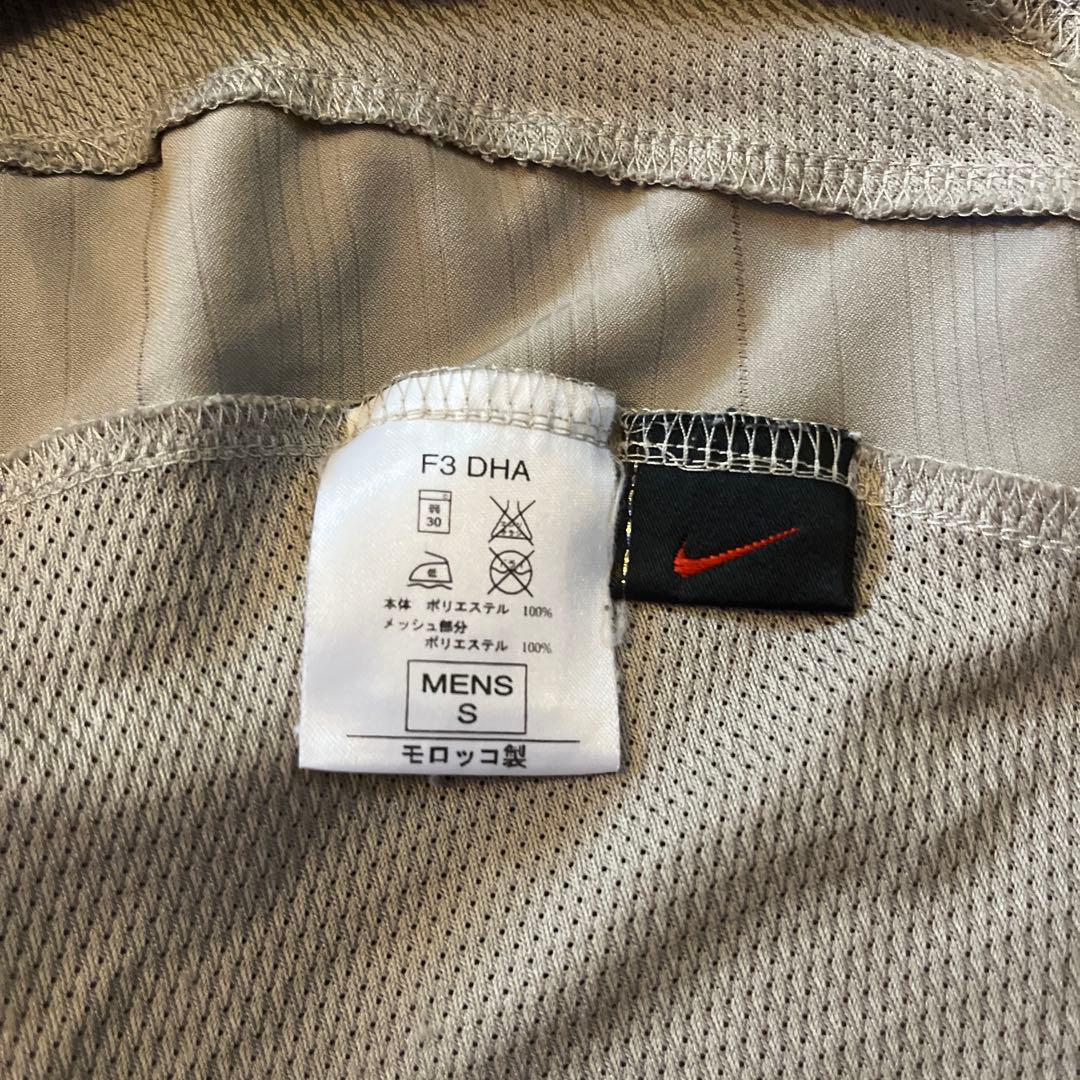 F3 DHA
弱
30
低
本体 ポリエステル 100%
メッシュ部分
ポリエステル 100%
MENS
S
モロッコ製